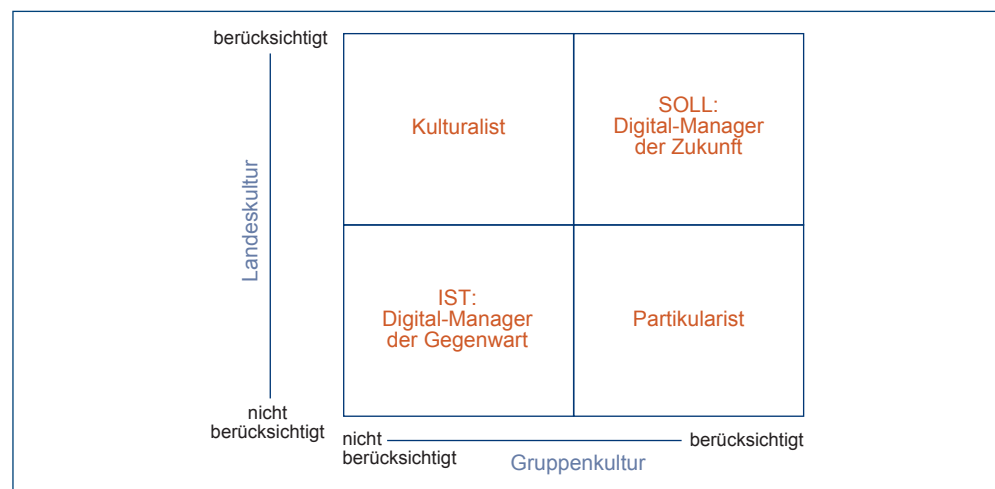 berücksichtigt
Kulturalist
SOLL:
Digital-Manager
der Zukunft
Landeskultur
IST:
Digital-Manager
der Gegenwart
Partikularist
nicht
berücksichtigt
nicht
berücksichtigt
berücksichtigt
Gruppenkultur